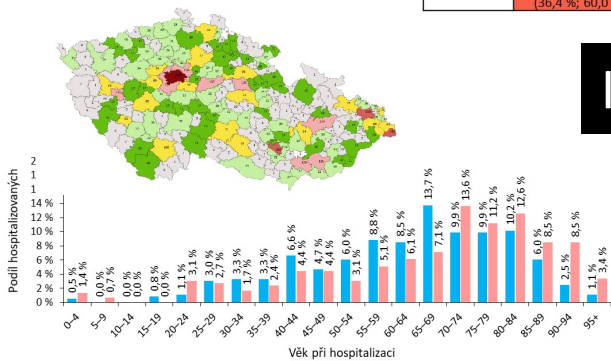 (36,4 %; 60,0
Podíl hospitalizovaných
2
1
1
14 %
12 %
10 %
8 %
6 %
4 %
2 %
0 %
0,5 % 1,4 %
0,0 % 0,7 %
0,0 % 0,0 %
0,8 % 0,0 %
1,1 % 3,1 %
3,0 % 2,7 %
3,3 % 1,7 %
3,3 % 2,4 %
6,6 % 4,4 %
4,7 % 4,4 %
6,0 % 3,1 %
8,8 % 5,1 %
8,5 % 6,1 %
13,7 % 7,1 %
9,9 % 13,6 %
9,9 % 11,2 %
10,2 % 12,6 %
6,0 % 8,5 %
2,5 % 8,5 %
1,1 % 3,4 %
0–4 5–9 10–14 15–19 20–24 25–29 30–34 35–39 40–44 45–49 50–54 55–59 60–64 65–69 70–74 75–79 80–84 85–89 90–94 95+
Věk při hospitalizaci